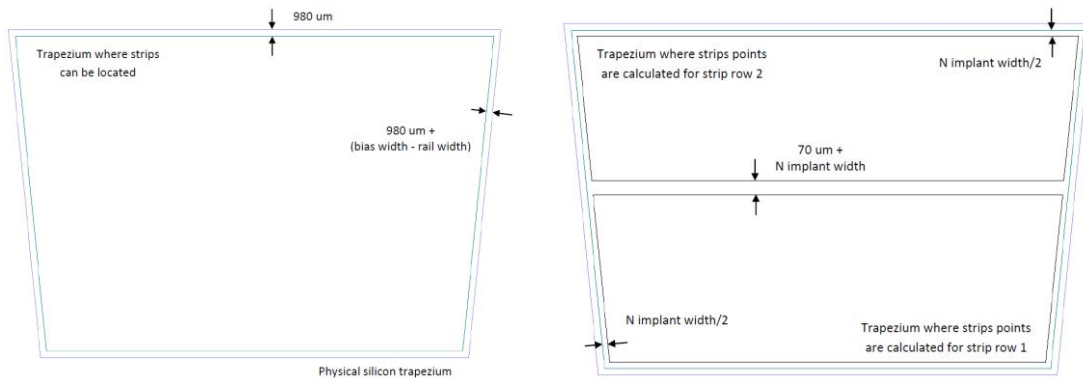 980 um
Trapezium where strips
can be located
980 um +
(bias width - rail width)
Physical silicon trapezium
Trapezium where strips points
are calculated for strip row 2
N implant width/2
70 um +
N implant width
N implant width/2
Trapezium where strips points
are calculated for strip row 1